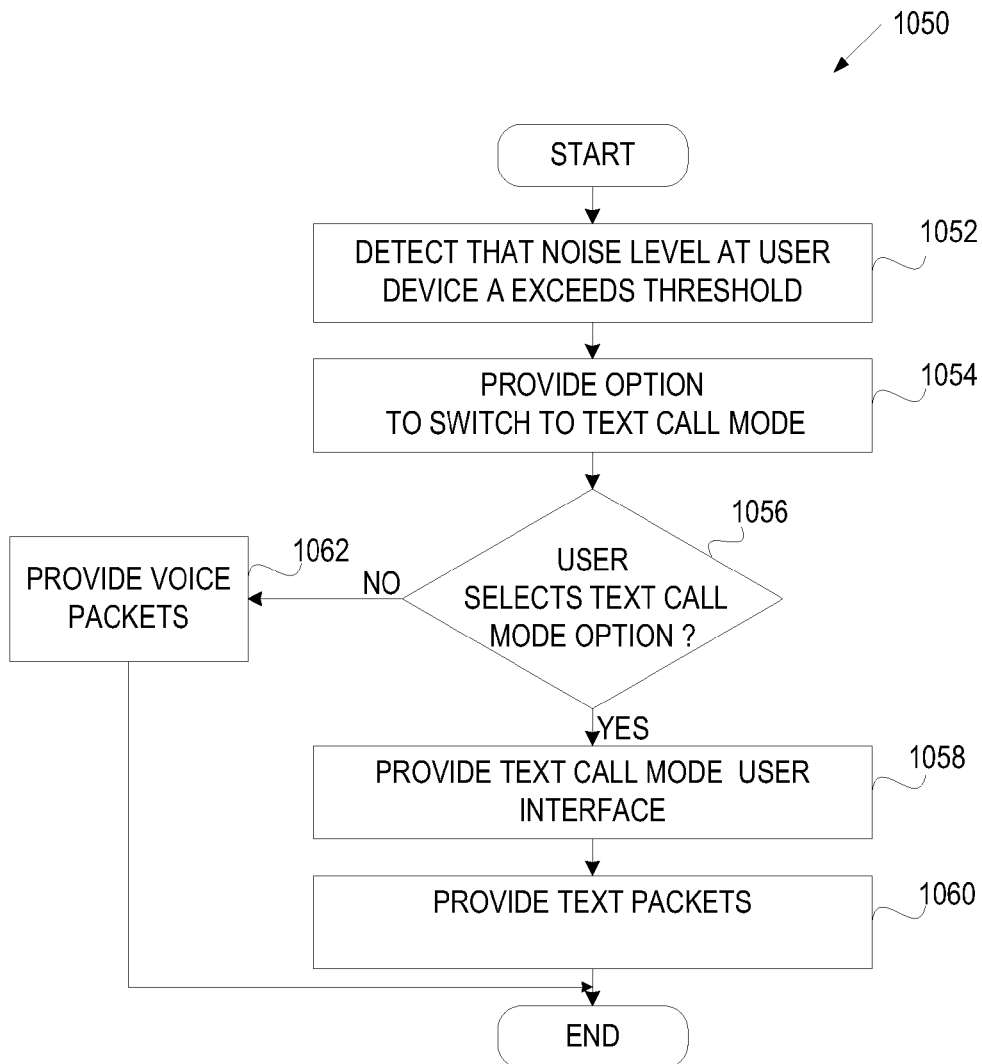 1050
START
DETECT THAT NOISE LEVEL AT USER
DEVICE A EXCEEDS THRESHOLD
1052
PROVIDE OPTION
TO SWITCH TO TEXT CALL MODE
1054
USER
SELECTS TEXT CALL
MODE OPTION ?
1056
NO
PROVIDE VOICE
PACKETS
1062
YES
PROVIDE TEXT CALL MODE USER
INTERFACE
1058
PROVIDE TEXT PACKETS
1060
END